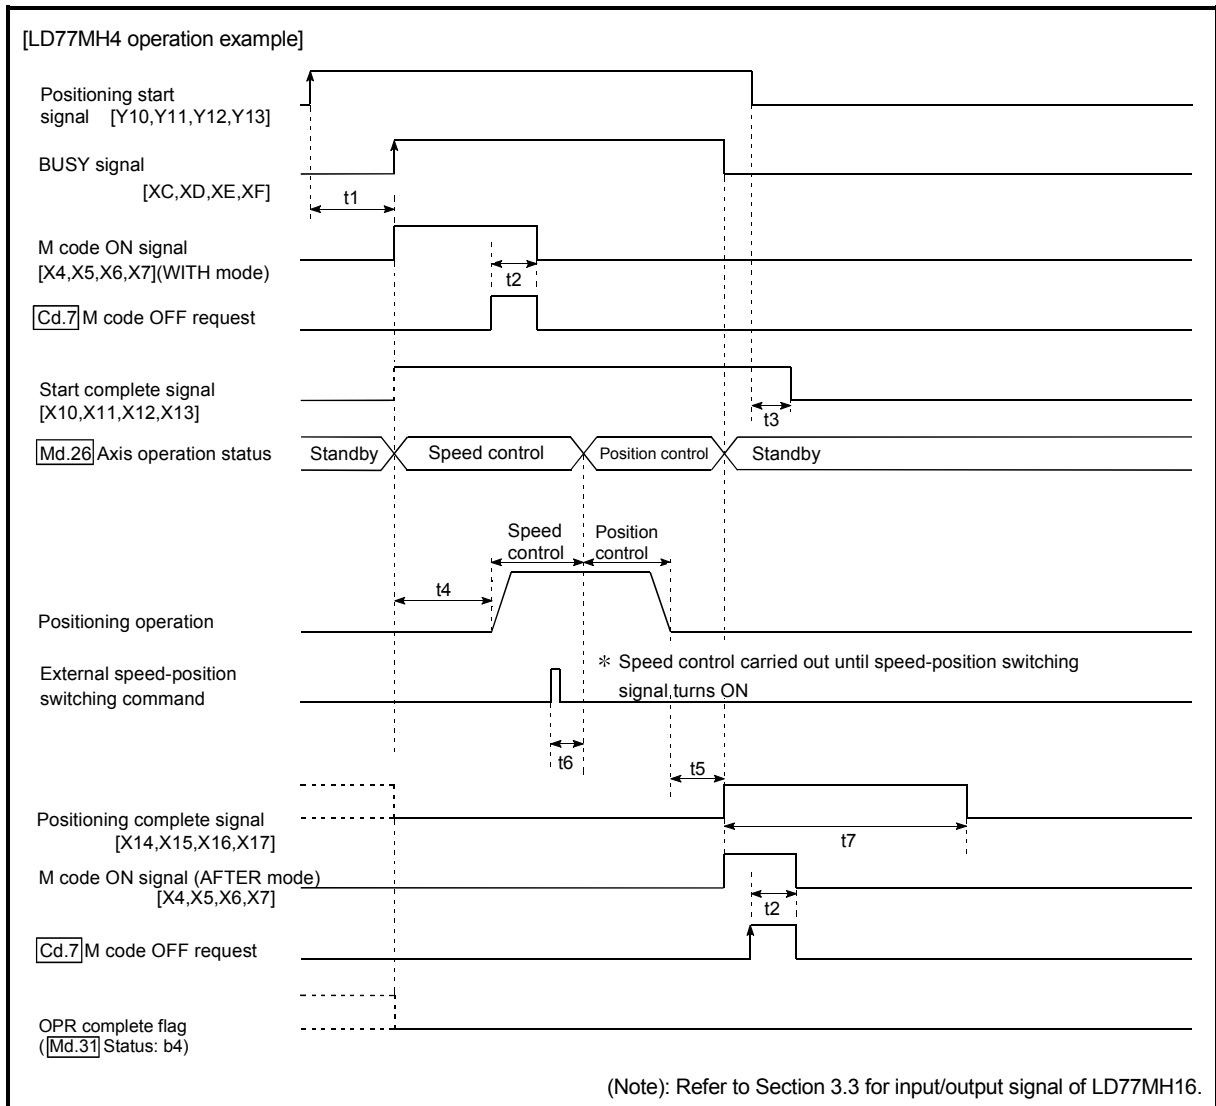 [LD77MH4 operation example]
Positioning start
signal [Y10,Y11,Y12,Y13]
BUSY signal
[XC,XD,XE,XF]
t1
M code ON signal
[X4,X5,X6,X7](WITH mode)
t2
Cd.7 M code OFF request
Start complete signal
[X10,X11,X12,X13]
t3
Md.26 Axis operation status
Standby
Speed control
Position control
Standby
Speed
control
Position
control
t4
Positioning operation
External speed-position
switching command
* Speed control carried out until speed-position switching
signal turns ON
t6
t5
Positioning complete signal
[X14,X15,X16,X17]
t7
M code ON signal (AFTER mode)
[X4,X5,X6,X7]
t2
Cd.7 M code OFF request
OPR complete flag
( Md.31 Status: b4)
(Note): Refer to Section 3.3 for input/output signal of LD77MH16.